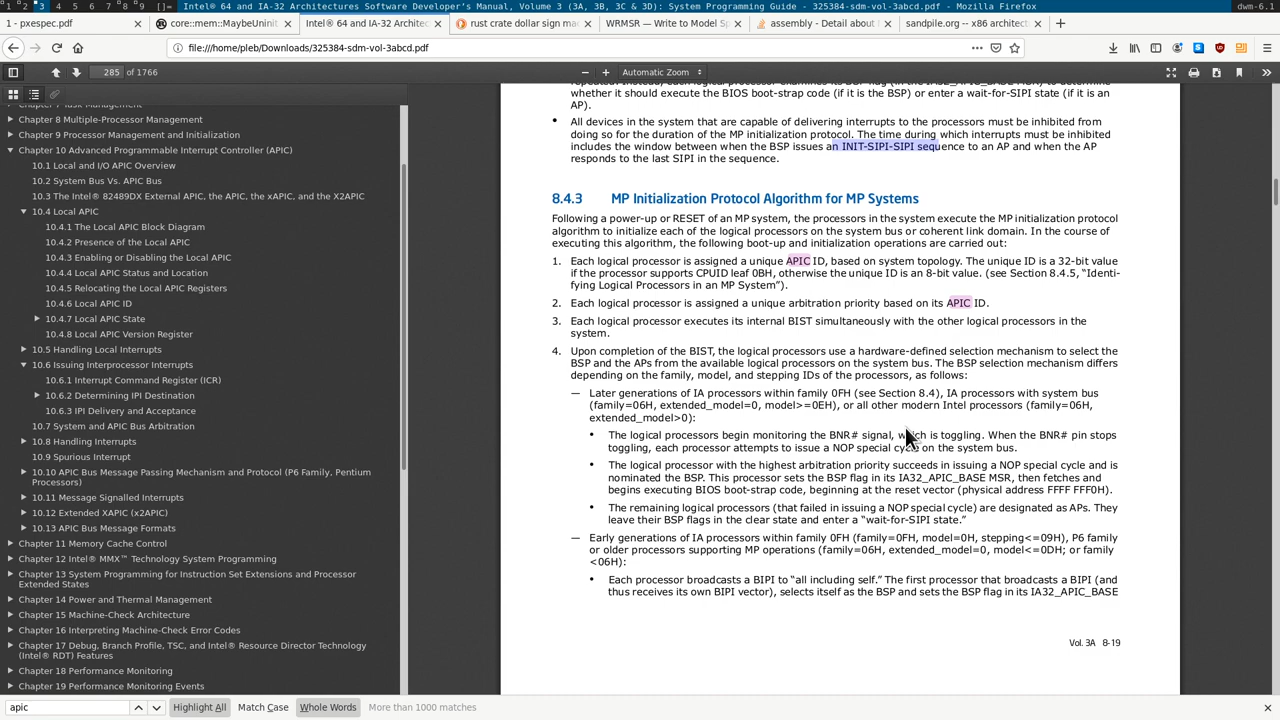 1 2 3 4 5 6 7 8 9 []= Intel® 64 and IA-32 Architectures Software Developer's Manual, Volume 3 (3A, 3B, 3C & 3D): System Programming Guide - 325384-sdm-vol-3abcd.pdf - Mozilla Firefox dwm-6.1
1 - pxespec.pdf
core::mem::MaybeUninit
Intel® 64 and IA-32 Architec
rust crate dollar sign ma
WRMSR — Write to Model Sp
assembly - Detail about
sandpile.org -- x86 architect
file:///home/pleb/Downloads/325384-sdm-vol-3abcd.pdf
285 of 1766
Automatic Zoom
Chapter 7 Task Management
Chapter 8 Multiple-Processor Management
Chapter 9 Processor Management and Initialization
Chapter 10 Advanced Programmable Interrupt Controller (APIC)
10.1 Local and I/O APIC Overview
10.2 System Bus Vs. APIC Bus
10.3 The Intel® 82489DX External APIC, the APIC, the xAPIC, and the X2APIC
10.4 Local APIC
10.4.1 The Local APIC Block Diagram
10.4.2 Presence of the Local APIC
10.4.3 Enabling or Disabling the Local APIC
10.4.4 Local APIC Status and Location
10.4.5 Relocating the Local APIC Registers
10.4.6 Local APIC ID
10.4.7 Local APIC State
10.4.8 Local APIC Version Register
10.5 Handling Local Interrupts
10.6 Issuing Interprocessor Interrupts
10.6.1 Interrupt Command Register (ICR)
10.6.2 Determining IPI Destination
10.6.3 IPI Delivery and Acceptance
10.7 System and APIC Bus Arbitration
10.8 Handling Interrupts
10.9 Spurious Interrupt
10.10 APIC Bus Message Passing Mechanism and Protocol (P6 Family, Pentium
Processors)
10.11 Message Signalled Interrupts
10.12 Extended XAPIC (x2APIC)
10.13 APIC Bus Message Formats
Chapter 11 Memory Cache Control
Chapter 12 Intel® MMX™ Technology System Programming
Chapter 13 System Programming for Instruction Set Extensions and Processor
Extended States
Chapter 14 Power and Thermal Management
Chapter 15 Machine-Check Architecture
Chapter 16 Interpreting Machine-Check Error Codes
Chapter 17 Debug, Branch Profile, TSC, and Intel® Resource Director Technology
(Intel® RDT) Features
Chapter 18 Performance Monitoring
Chapter 19 Performance Monitoring Events
whether it should execute the BIOS boot-strap code (if it is the BSP) or enter a wait-for-SIPI state (if it is an
AP).
• All devices in the system that are capable of delivering interrupts to the processors must be inhibited from
doing so for the duration of the MP initialization protocol. The time during which interrupts must be inhibited
includes the window between when the BSP issues an INIT-SIPI-SIPI sequence to an AP and when the AP
responds to the last SIPI in the sequence.
8.4.3 MP Initialization Protocol Algorithm for MP Systems
Following a power-up or RESET of an MP system, the processors in the system execute the MP initialization protocol
algorithm to initialize each of the logical processors on the system bus or coherent link domain. In the course of
executing this algorithm, the following boot-up and initialization operations are carried out:
1. Each logical processor is assigned a unique APIC ID, based on system topology. The unique ID is a 32-bit value
if the processor supports CPUID leaf 0BH, otherwise the unique ID is an 8-bit value. (see Section 8.4.5, “Identi-
fying Logical Processors in an MP System”).
2. Each logical processor is assigned a unique arbitration priority based on its APIC ID.
3. Each logical processor executes its internal BIST simultaneously with the other logical processors in the
system.
4. Upon completion of the BIST, the logical processors use a hardware-defined selection mechanism to select the
BSP and the APs from the available logical processors on the system bus. The BSP selection mechanism differs
depending on the family, model, and stepping IDs of the processors, as follows:
— Later generations of IA processors within family 0FH (see Section 8.4), IA processors with system bus
(family=06H, extended_model=0, model>=0EH), or all other modern Intel processors (family=06H,
extended_model>0):
• The logical processors begin monitoring the BNR# signal, which is toggling. When the BNR# pin stops
toggling, each processor attempts to issue a NOP special cycle on the system bus.
• The logical processor with the highest arbitration priority succeeds in issuing a NOP special cycle and is
nominated the BSP. This processor sets the BSP flag in its IA32_APIC_BASE MSR, then fetches and
begins executing BIOS boot-strap code, beginning at the reset vector (physical address FFFF FFF0H).
• The remaining logical processors (that failed in issuing a NOP special cycle) are designated as APs. They
leave their BSP flags in the clear state and enter a “wait-for-SIPI state.”
— Early generations of IA processors within family 0FH (family=0FH, model=0H, stepping<=09H), P6 family
or older processors supporting MP operations (family=06H, extended_model=0, model<=0DH; or family
<06H):
• Each processor broadcasts a BIPI to “all including self.” The first processor that broadcasts a BIPI (and
thus receives its own BIPI vector), selects itself as the BSP and sets the BSP flag in its IA32_APIC_BASE
Vol. 3A 8-19
apic
Highlight All
Match Case
Whole Words
More than 1000 matches